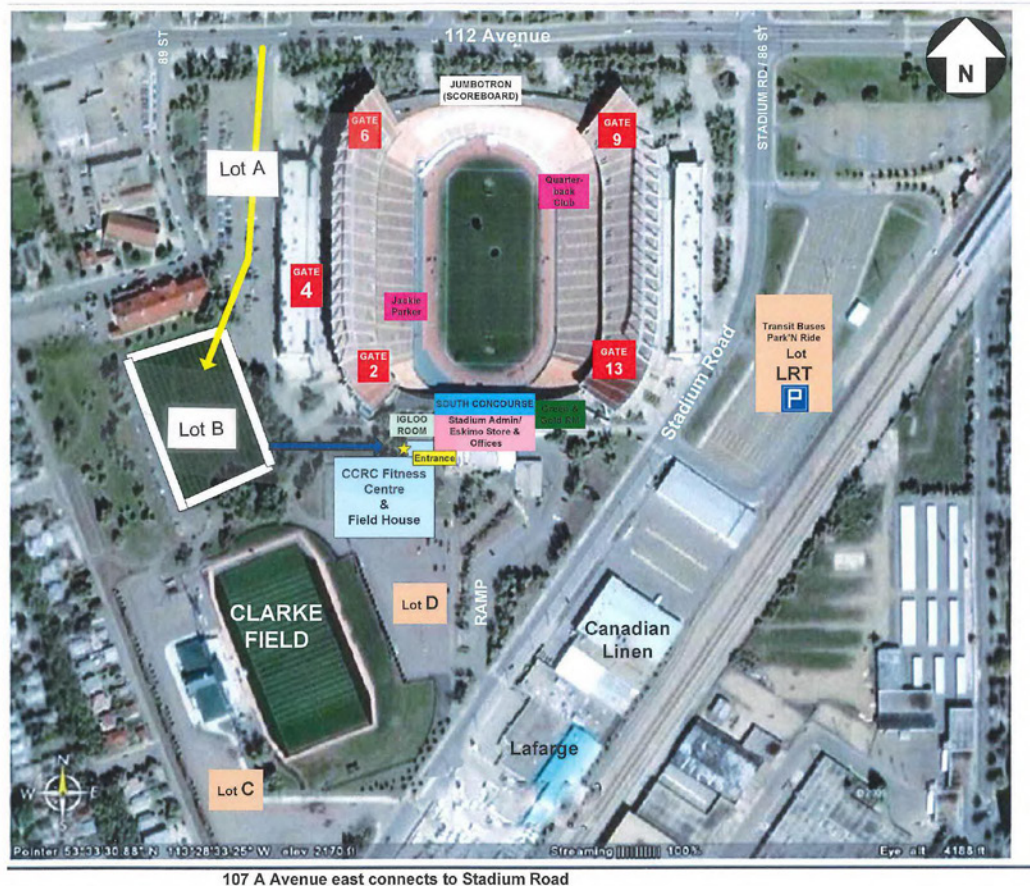 112 Avenue
89 ST
STADIUM RD / 86 ST
N
JUMBOTRON
(SCOREBOARD)
GATE
6
GATE
9
Lot A
Quarter-
back
Club
GATE
4
Jackie
Parker
Transit Buses
Park'N Ride
Lot
LRT
P
GATE
2
GATE
13
Stadium Road
SOUTH CONCOURSE
IGLOO
ROOM
Stadium Admin/
Eskimo Store &
Offices
Lot B
Entrance
CCRC Fitness
Centre
&
Field House
Lot D
RAMP
CLARKE
FIELD
Canadian
Linen
Lafarge
Lot C
N
W E
S
Pointer 53°33'30.88" N 113°28'33.25" W elev 2170 ft
Streaming 100%
Eye alt 4188 ft
107 A Avenue east connects to Stadium Road